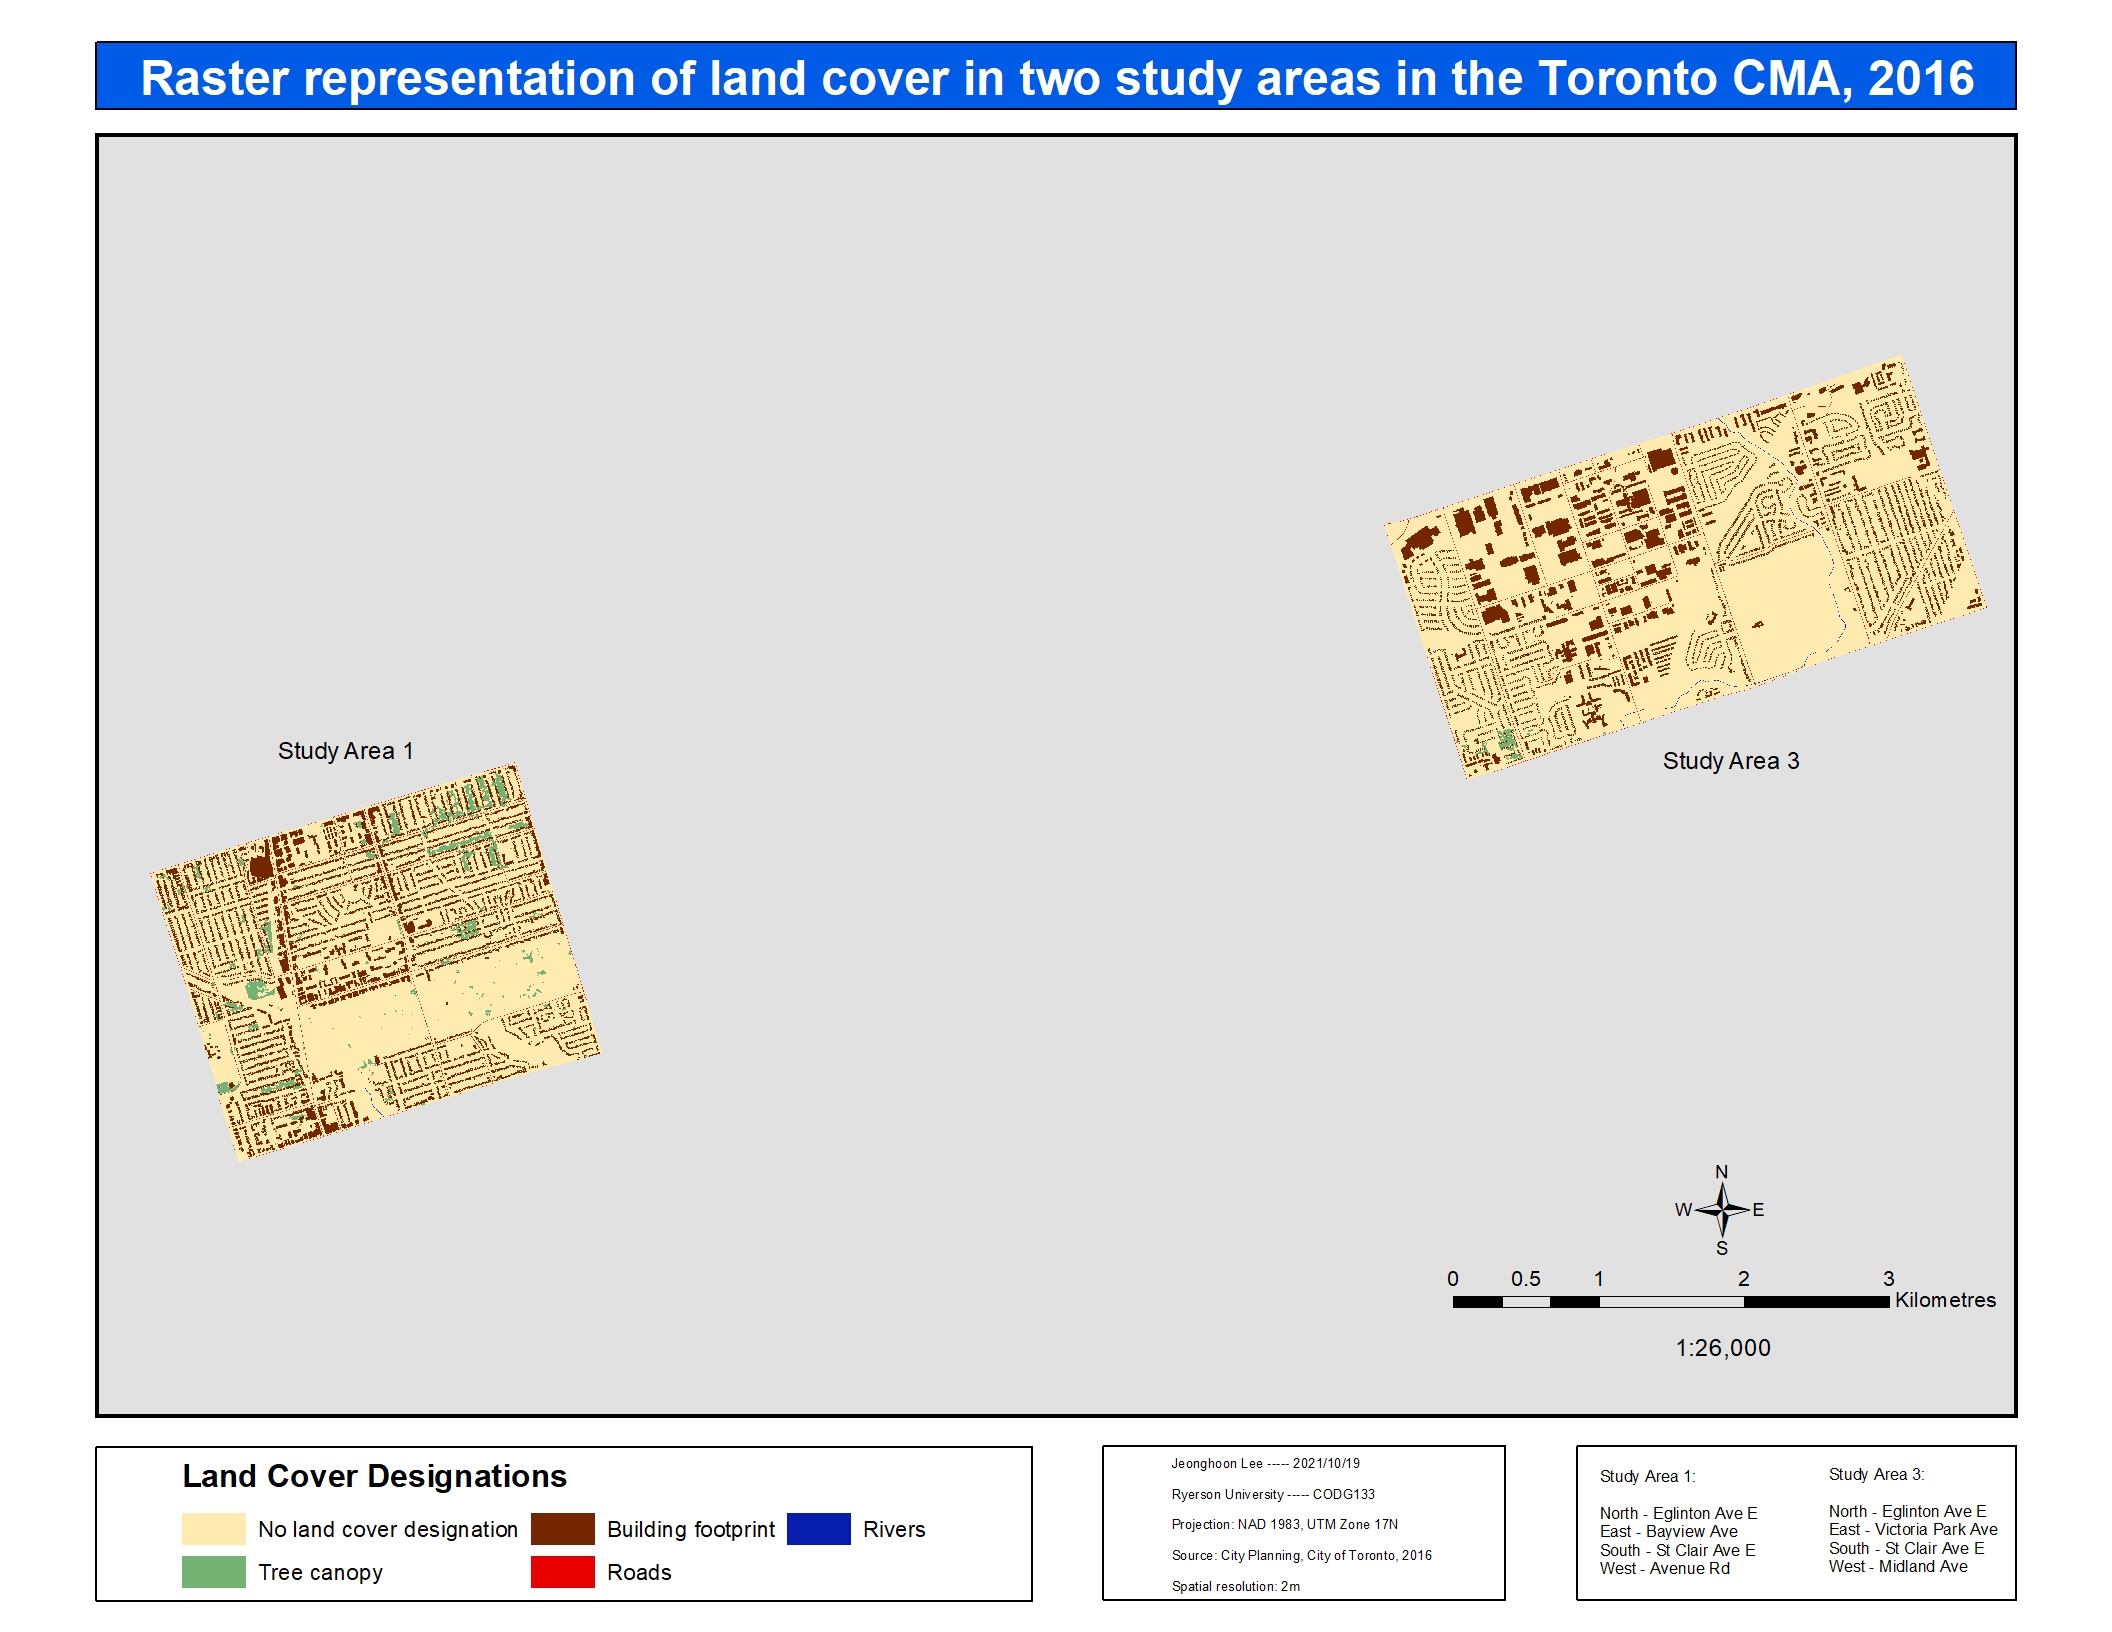 Raster representation of land cover in two study areas in the Toronto CMA, 2016
Study Area 3
Study Area 1
N
W E
S
0 0.5 1 2 3
Kilometres
1:26,000
Land Cover Designations
No land cover designation
Building footprint
Rivers
Tree canopy
Roads
Jeonghoon Lee ----- 2021/10/19
Ryerson University ----- CODG133
Projection: NAD 1983, UTM Zone 17N
Source: City Planning, City of Toronto, 2016
Spatial resolution: 2m
Study Area 1:
North - Eglinton Ave E
East - Bayview Ave
South - St Clair Ave E
West - Avenue Rd
Study Area 3:
North - Eglinton Ave E
East - Victoria Park Ave
South - St Clair Ave E
West - Midland Ave